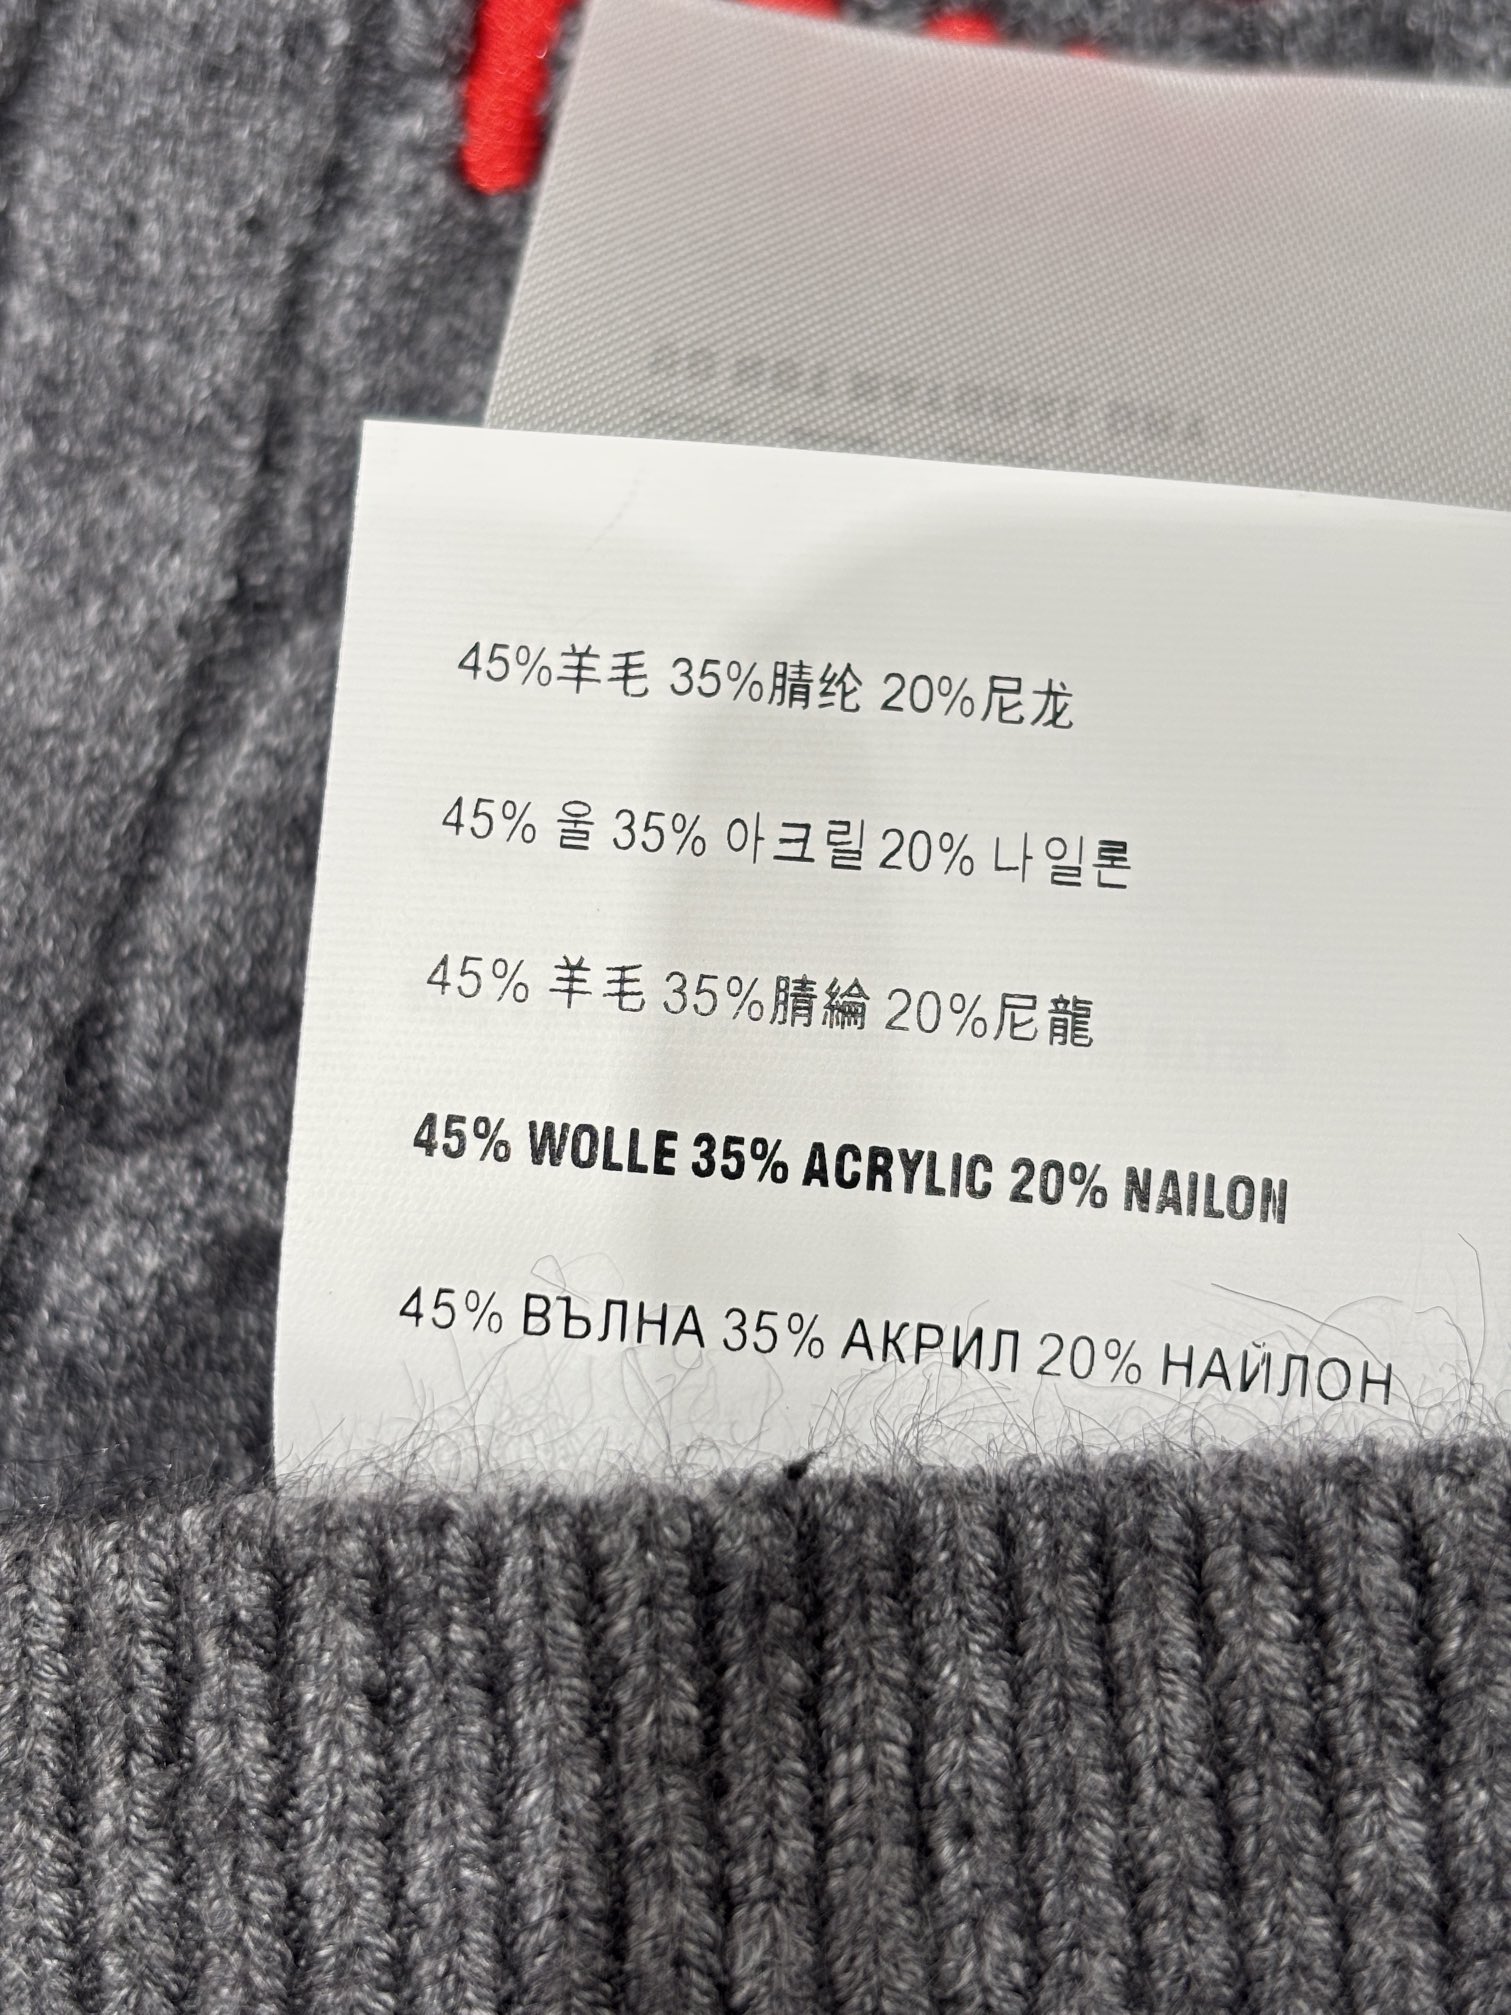 45%羊毛 35%腈纶 20%尼龙
45% 울 35% 아크릴 20% 나일론
45% 羊毛 35%腈綸 20%尼龍
45% WOLLE 35% ACRYLIC 20% NAILON
45% ВЪЛНА 35% АКРИЛ 20% НАЙЛОН